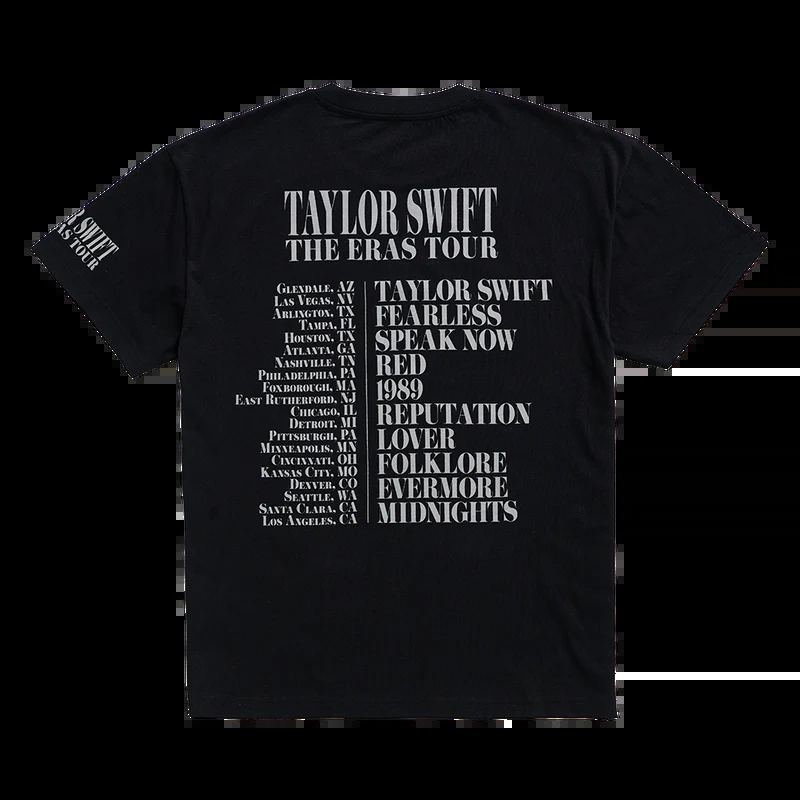 TAYLOR SWIFT
THE ERAS TOUR
R SWIFT
AS TOUR
Glendale, AZ
Las Vegas, NV
Arlington, TX
Tampa, FL
Houston, TX
Atlanta, GA
Nashville, TN
Philadelphia, PA
Foxborough, MA
East Rutherford, NJ
Chicago, IL
Detroit, MI
Pittsburgh, PA
Minneapolis, MN
Cincinnati, OH
Kansas City, MO
Denver, CO
Seattle, WA
Santa Clara, CA
Los Angeles, CA
TAYLOR SWIFT
FEARLESS
SPEAK NOW
RED
1989
REPUTATION
LOVER
FOLKLORE
EVERMORE
MIDNIGHTS